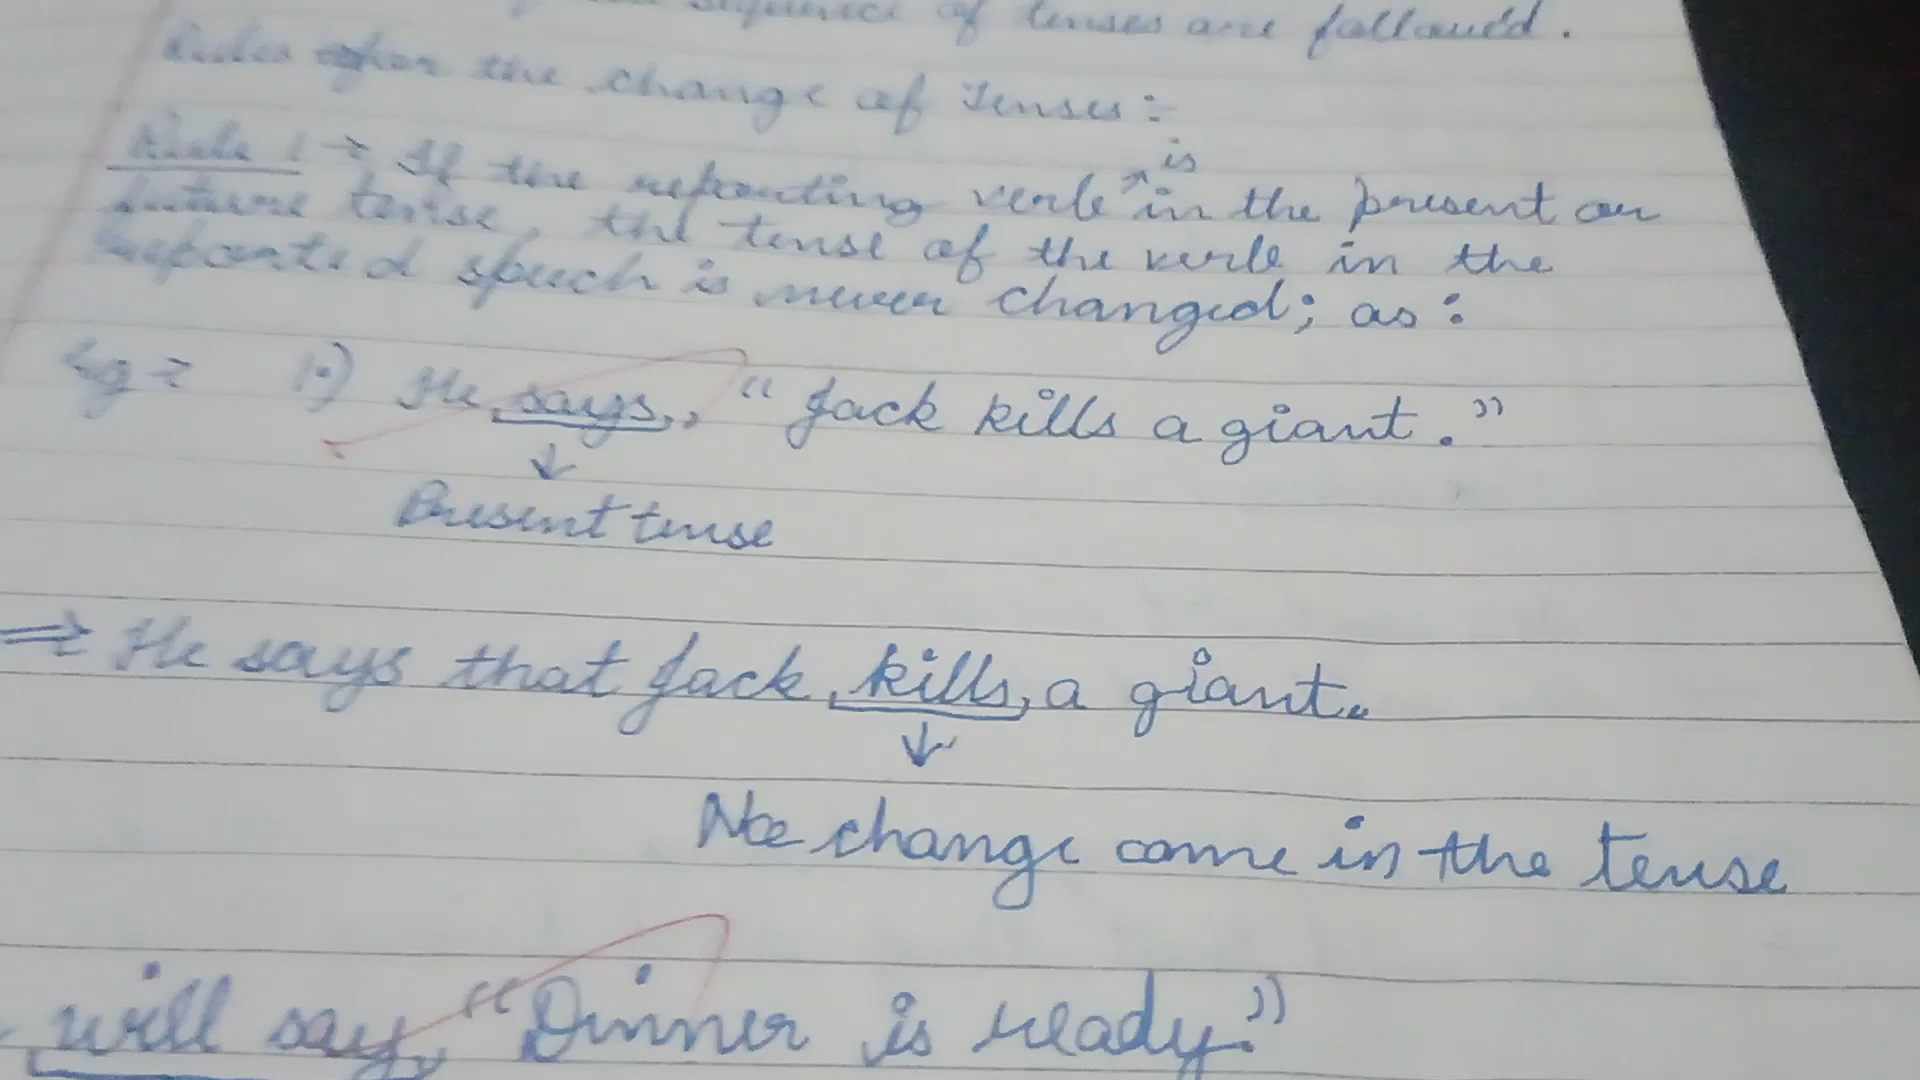 sequence of tenses are followed.
Rules for the change of Tenses :-
Rule 1 → If the reporting verb is in the present or
future tense, the tense of the verb in the
reported speech is never changed; as :
Eg = 1.) He says, "Jack kills a giant."
Present tense
⇒ He says that Jack kills a giant.
No change come in the tense
will say, "Dinner is ready."